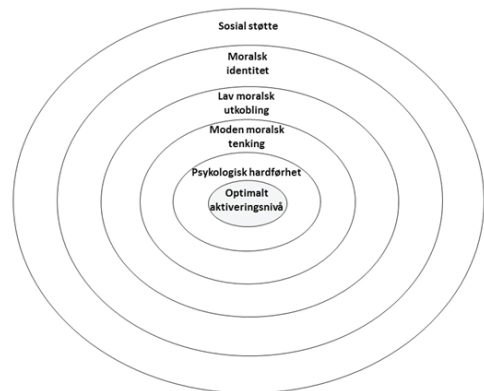 Sosial støtte
Moralsk
identitet
Lav moralsk
utkobling
Moden moralsk
tenking
Psykologisk hardførhet
Optimalt
aktiveringsnivå